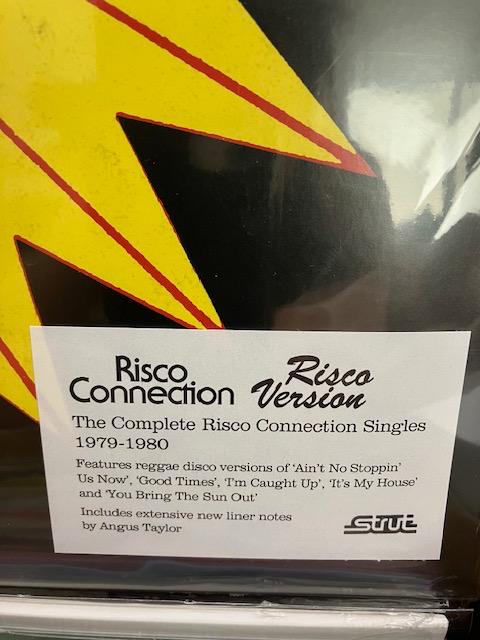 Risco Connection
Risco Version
The Complete Risco Connection Singles
1979-1980
Features reggae disco versions of 'Ain't No Stoppin'
Us Now', 'Good Times', 'I'm Caught Up', 'It's My House'
and 'You Bring The Sun Out'
Includes extensive new liner notes
by Angus Taylor
Strut